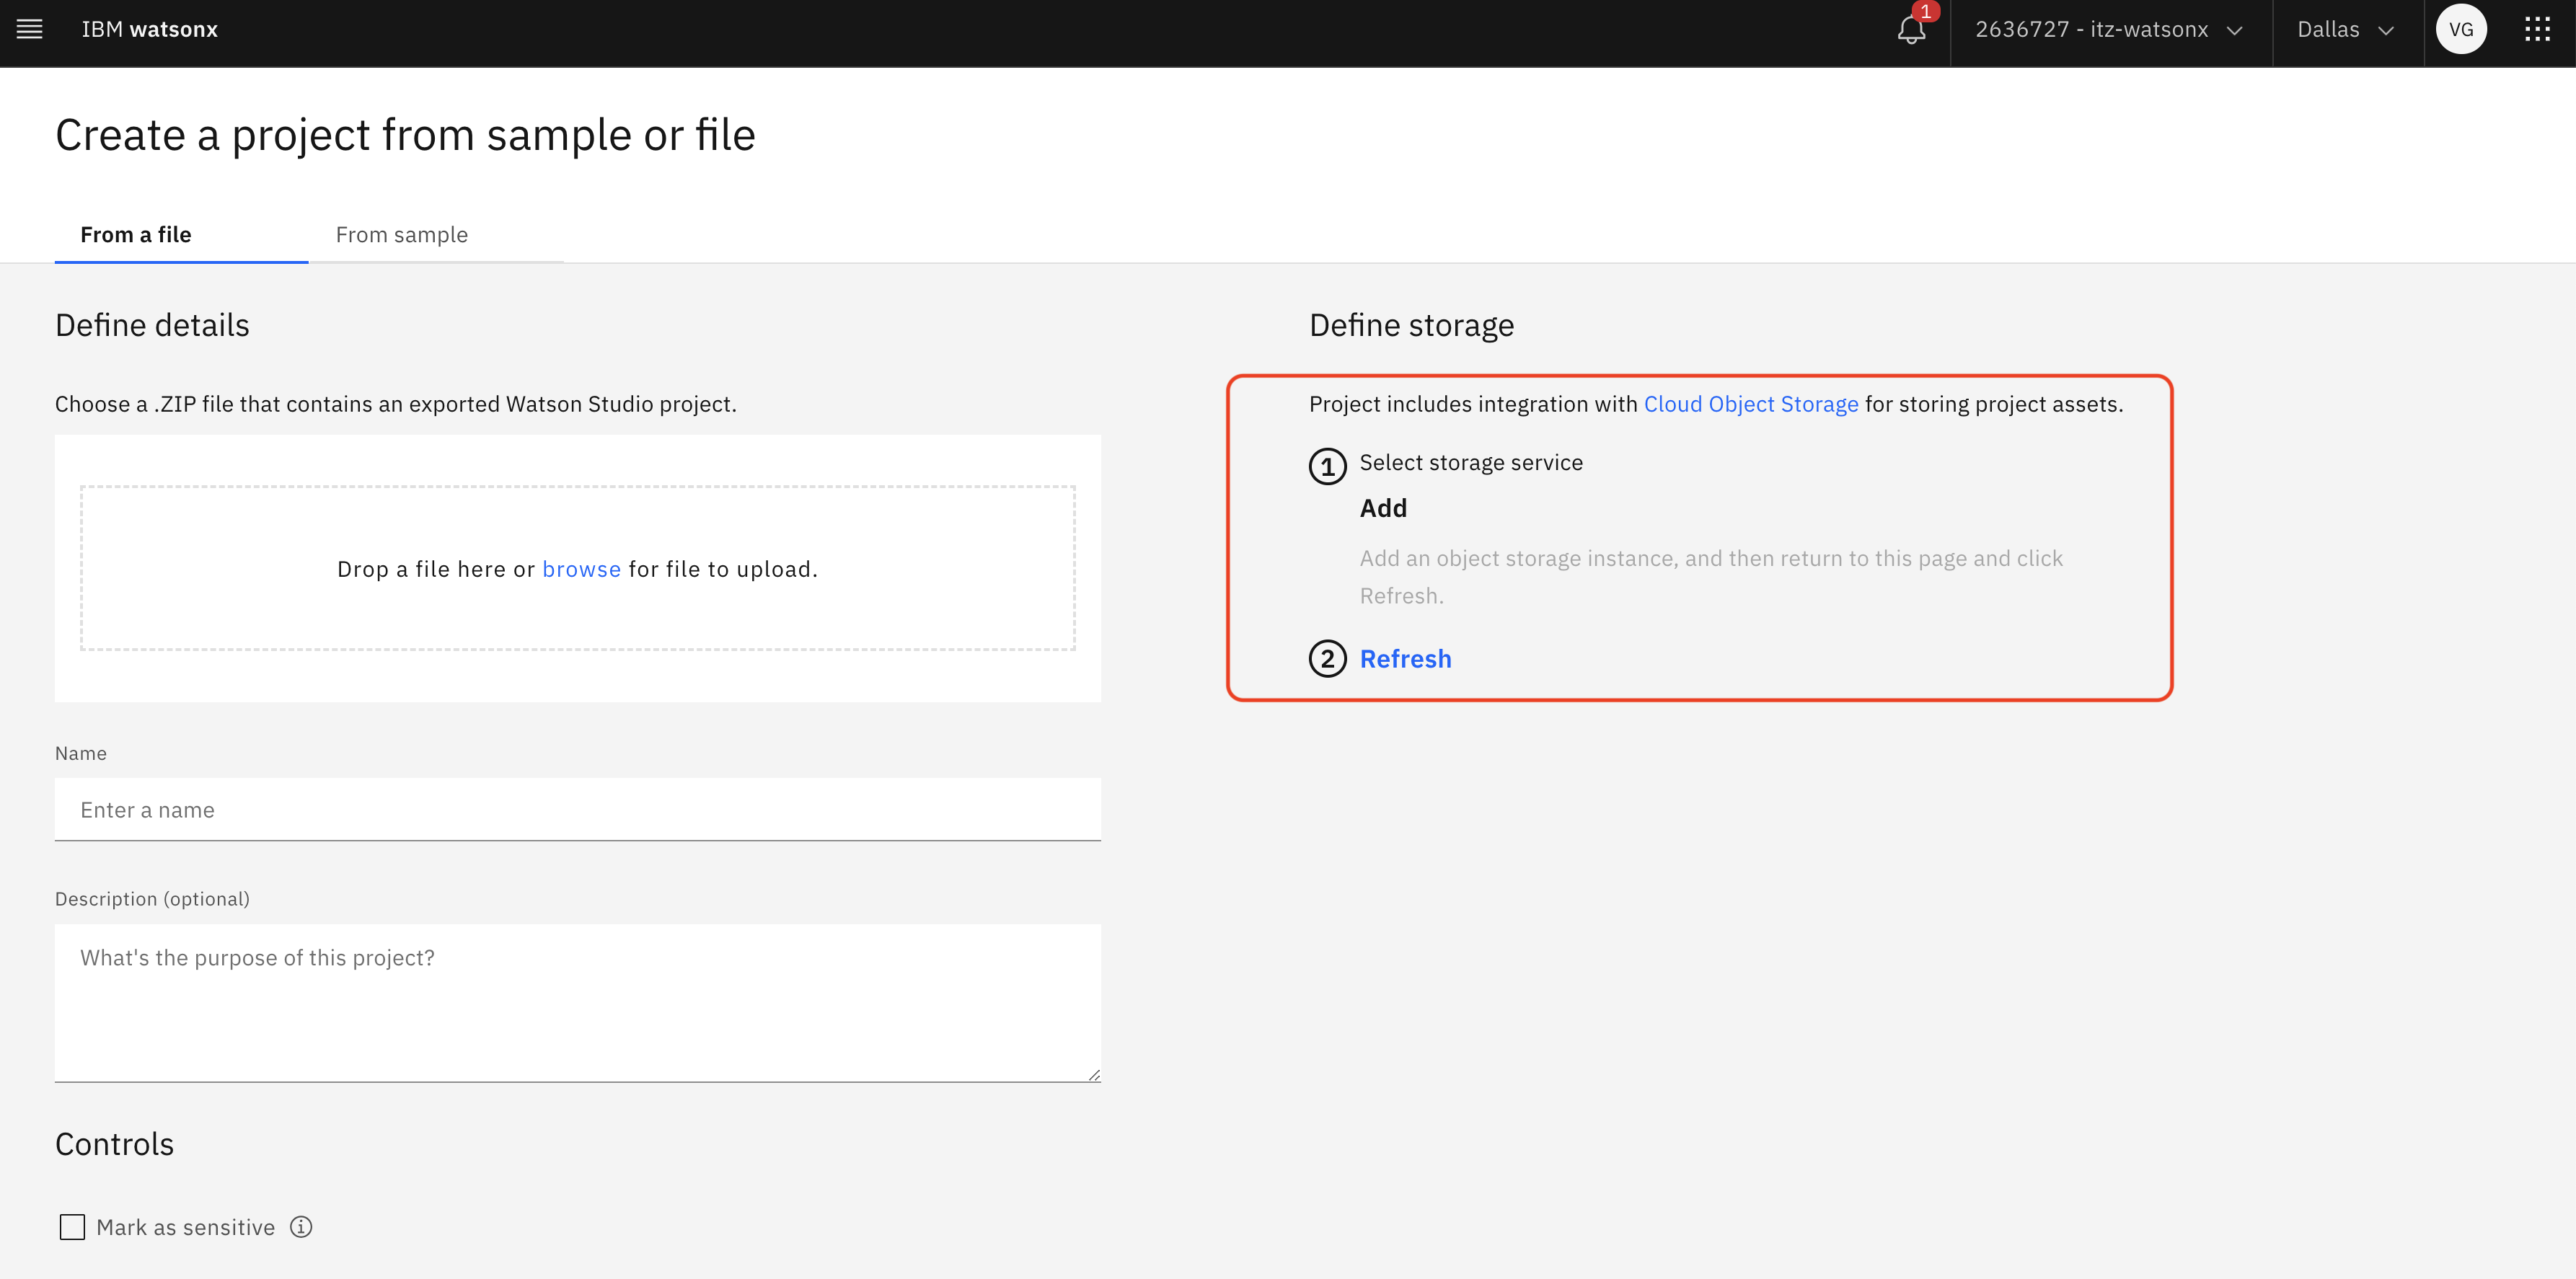 IBM watsonx
1
2636727 - itz-watsonx
Dallas
VG
Create a project from sample or file
From a file
From sample
Define details
Choose a .ZIP file that contains an exported Watson Studio project.
Drop a file here or browse for file to upload.
Name
Enter a name
Description (optional)
What's the purpose of this project?
Controls
Mark as sensitive
Define storage
Project includes integration with Cloud Object Storage for storing project assets.
1 Select storage service
Add
Add an object storage instance, and then return to this page and click
Refresh.
2 Refresh